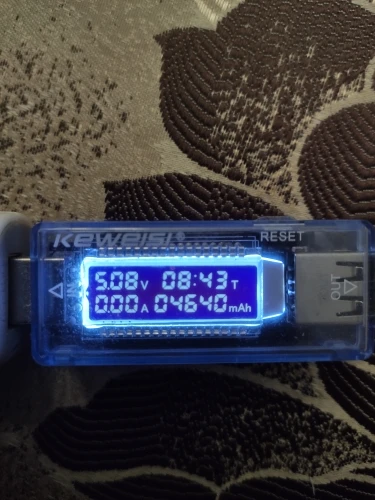 KEWEISI
RESET
5.08V 08:43T
0.00A 04640mAh
OUT